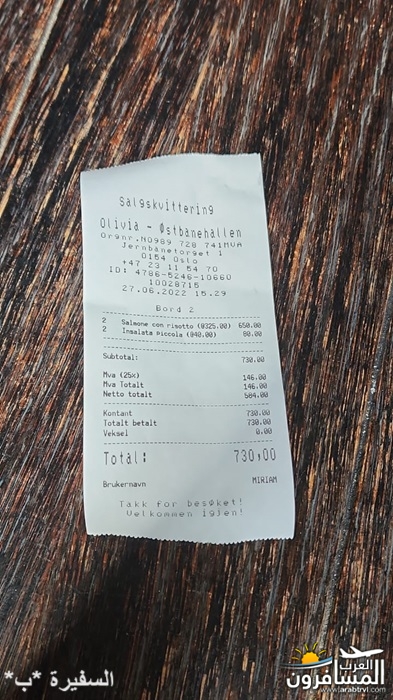 Salgskvittering
Olivia - Østbanehallen
Orgnr.NO989 728 741MVA
Jernbanetorget 1
0154 Oslo
+47 23 11 54 70
ID: 4786-5246-10660
10028715
27.06.2022 15.29
Bord 2
2 Salmone con risotto (@325.00) 650.00
2 Insalata piccola (@40.00) 80.00
Subtotal: 730.00
Mva (25%) 146.00
Mva Totalt 146.00
Netto totalt 584.00
Kontant 730.00
Totalt betalt 730.00
Veksel 0.00
Total: 730,00
Brukernavn MIRIAM
Takk for besøket!
Velkommen igjen!
السفيرة *ب*
العرب
المسافرون
www.arabtrvl.com